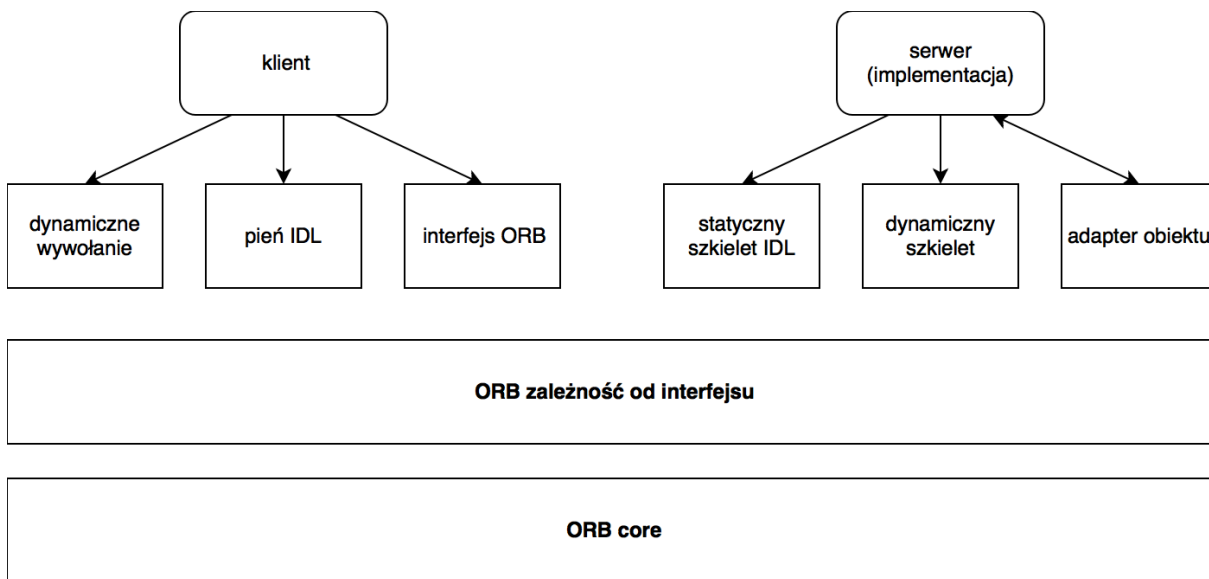 klient
serwer
(implementacja)
dynamiczne
wywołanie
pień IDL
interfejs ORB
statyczny
szkielet IDL
dynamiczny
szkielet
adapter obiektu
ORB zależność od interfejsu
ORB core